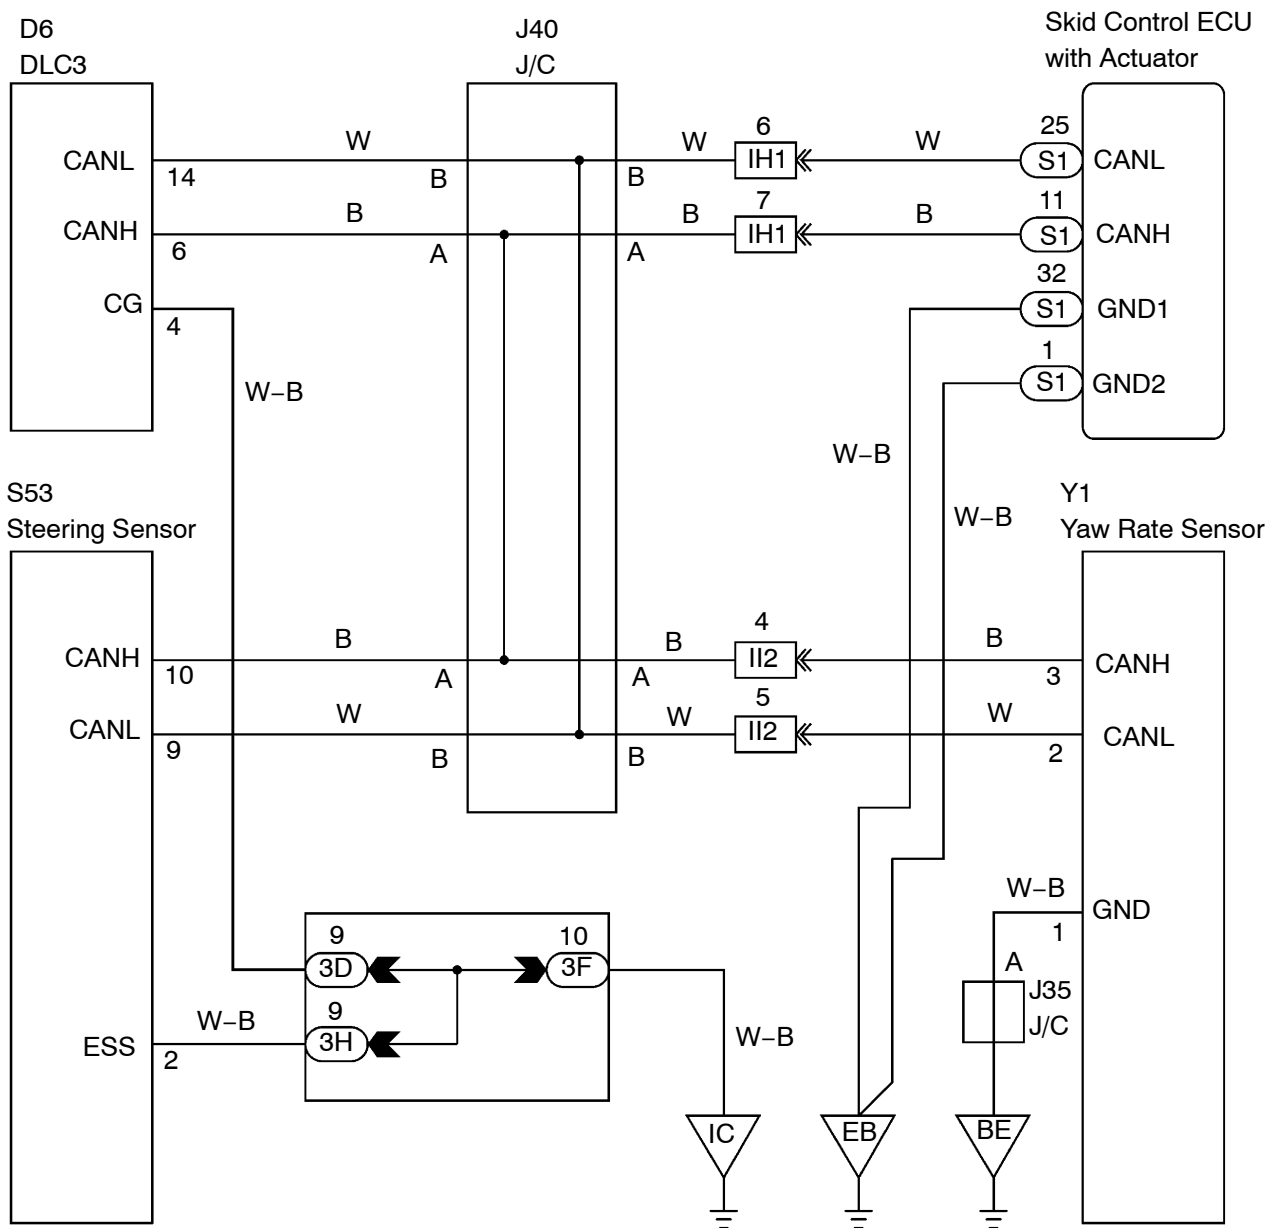 D6
DLC3
J40
J/C
Skid Control ECU
with Actuator
CANL
14
W
B
B
W
6
IH1
W
25
S1
CANL
CANH
6
B
A
A
B
7
IH1
B
11
S1
CANH
CG
4
W–B
32
S1
GND1
1
S1
GND2
W–B
W–B
S53
Steering Sensor
Y1
Yaw Rate Sensor
CANH
10
B
A
A
B
4
II2
B
3
CANH
CANL
9
W
B
B
W
5
II2
W
2
CANL
W–B
GND
1
A
J35
J/C
9
3D
10
3F
9
3H
ESS
2
W–B
W–B
IC
EB
BE